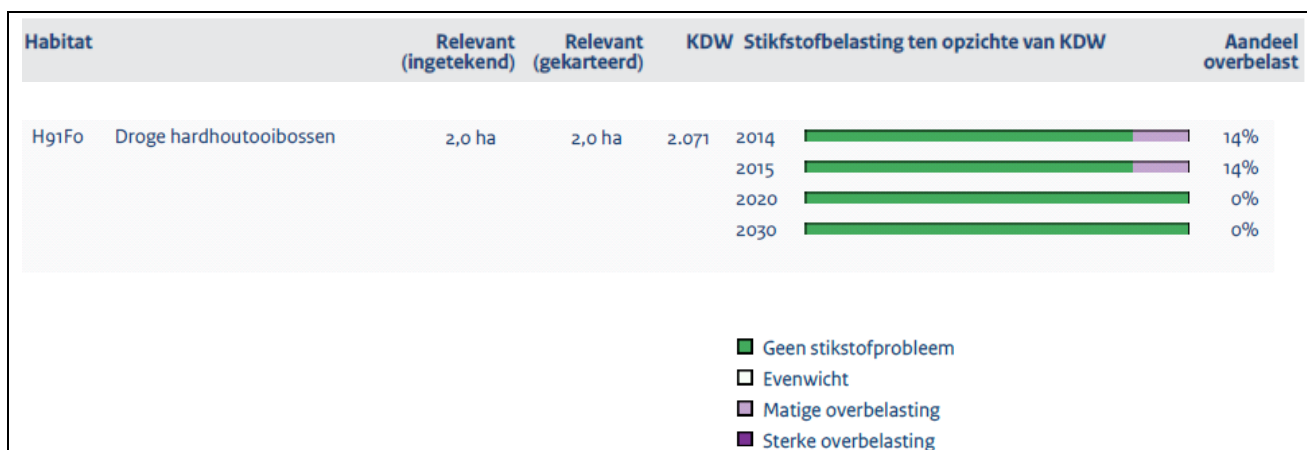 Habitat Relevant (ingetekend) Relevant (gekarteerd) KDW Stikfstofbelasting ten opzichte van KDW Aandeel overbelast
H91F0 Droge hardhoutooibossen 2,0 ha 2,0 ha 2.071 2014 14%
2015 14%
2020 0%
2030 0%
Geen stikstofprobleem
Evenwicht
Matige overbelasting
Sterke overbelasting